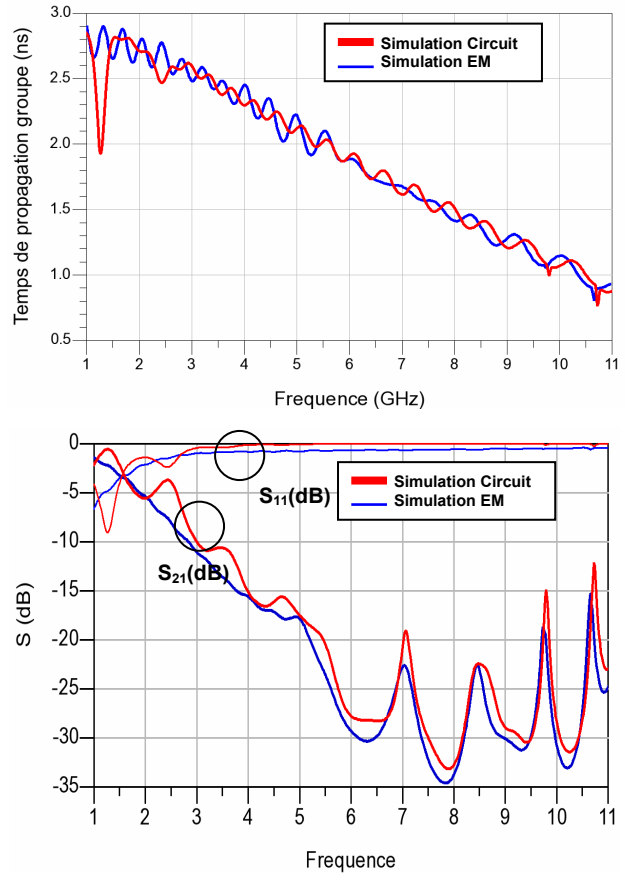 Temps de propagation groupe (ns)
3.0
2.5
2.0
1.5
1.0
0.5
Simulation Circuit
Simulation EM
1 2 3 4 5 6 7 8 9 10 11
Frequence (GHz)
S (dB)
-0
-5
-10
-15
-20
-25
-30
-35
Simulation Circuit
Simulation EM
S₁₁(dB)
S₂₁(dB)
1 2 3 4 5 6 7 8 9 10 11
Frequence